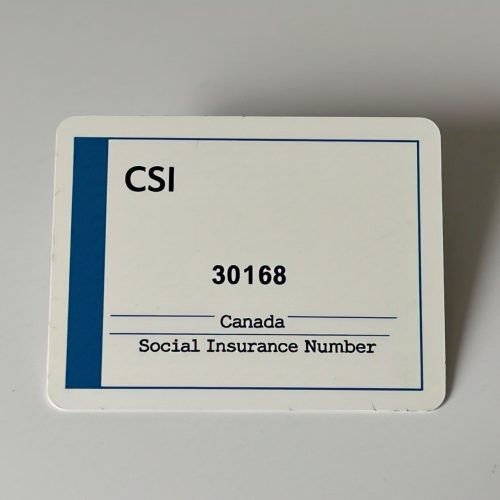 CSI
30168
Canada
Social Insurance Number